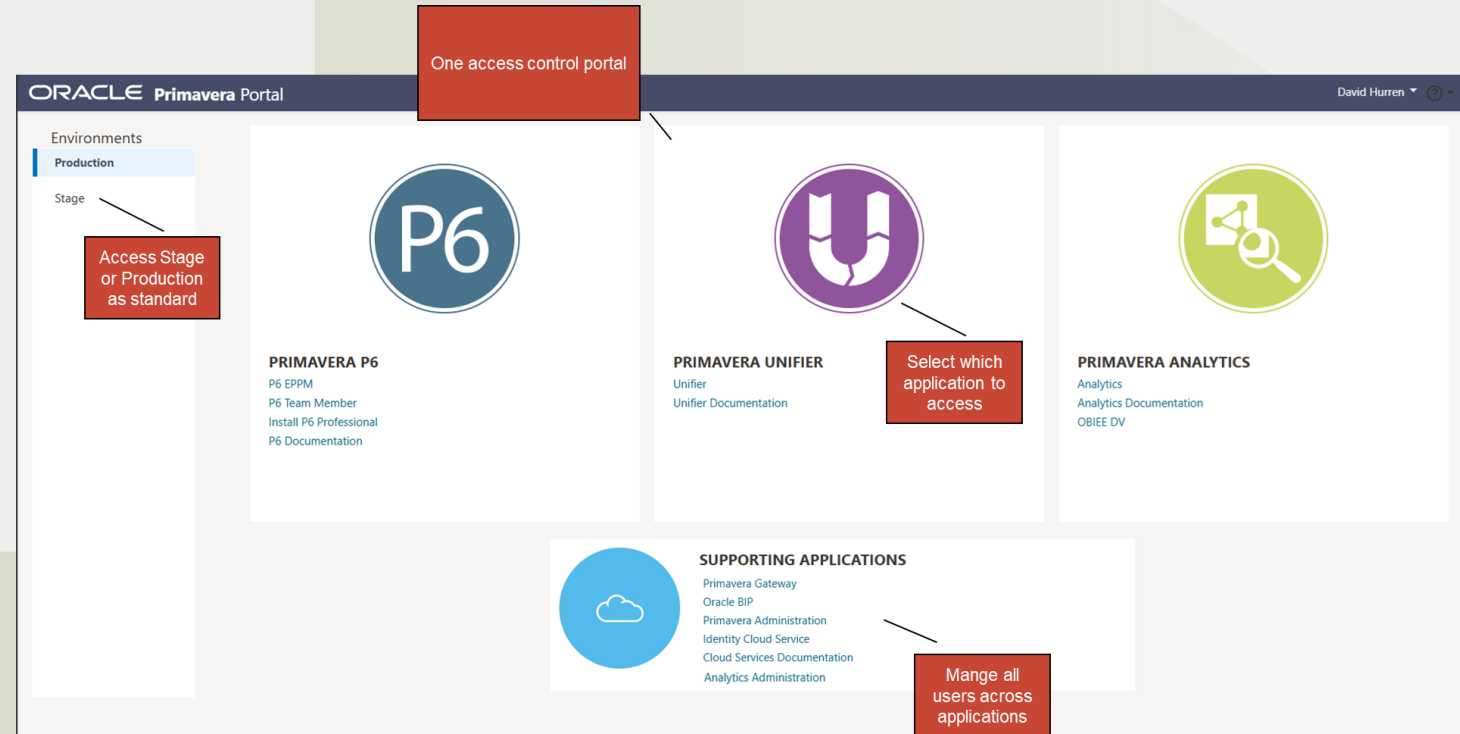 One access control portal
ORACLE Primavera Portal
David Hurren
?
Environments
Production
Stage
Access Stage
or Production
as standard
P6
PRIMAVERA P6
P6 EPPM
P6 Team Member
Install P6 Professional
P6 Documentation
PRIMAVERA UNIFIER
Unifier
Unifier Documentation
Select which
application to
access
PRIMAVERA ANALYTICS
Analytics
Analytics Documentation
OBIEE DV
SUPPORTING APPLICATIONS
Primavera Gateway
Oracle BIP
Primavera Administration
Identity Cloud Service
Cloud Services Documentation
Analytics Administration
Mange all
users across
applications